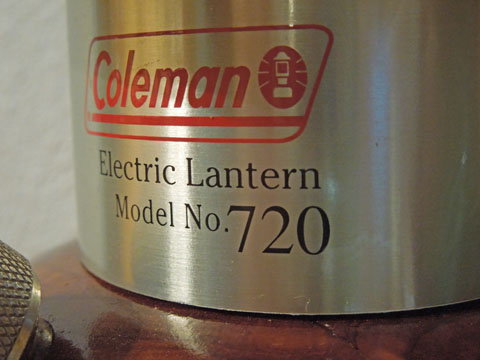 Coleman
Electric Lantern
Model No. 720